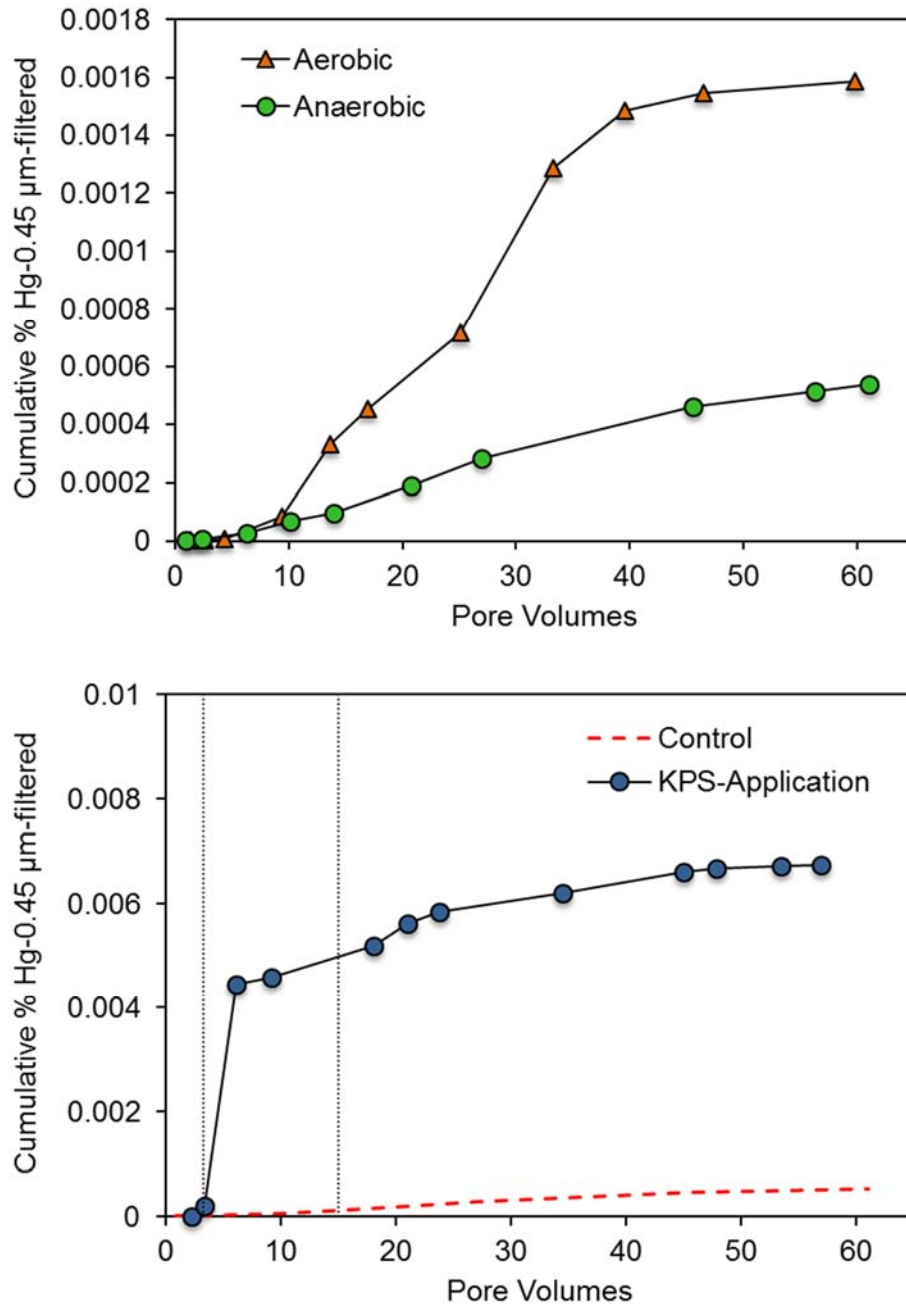 0.0018
0.0016
0.0014
0.0012
0.001
0.0008
0.0006
0.0004
0.0002
0
Cumulative % Hg-0.45 µm-filtered
Aerobic
Anaerobic
0 10 20 30 40 50 60
Pore Volumes
0.01
0.008
0.006
0.004
0.002
0
Cumulative % Hg-0.45 µm-filtered
Control
KPS-Application
0 10 20 30 40 50 60
Pore Volumes